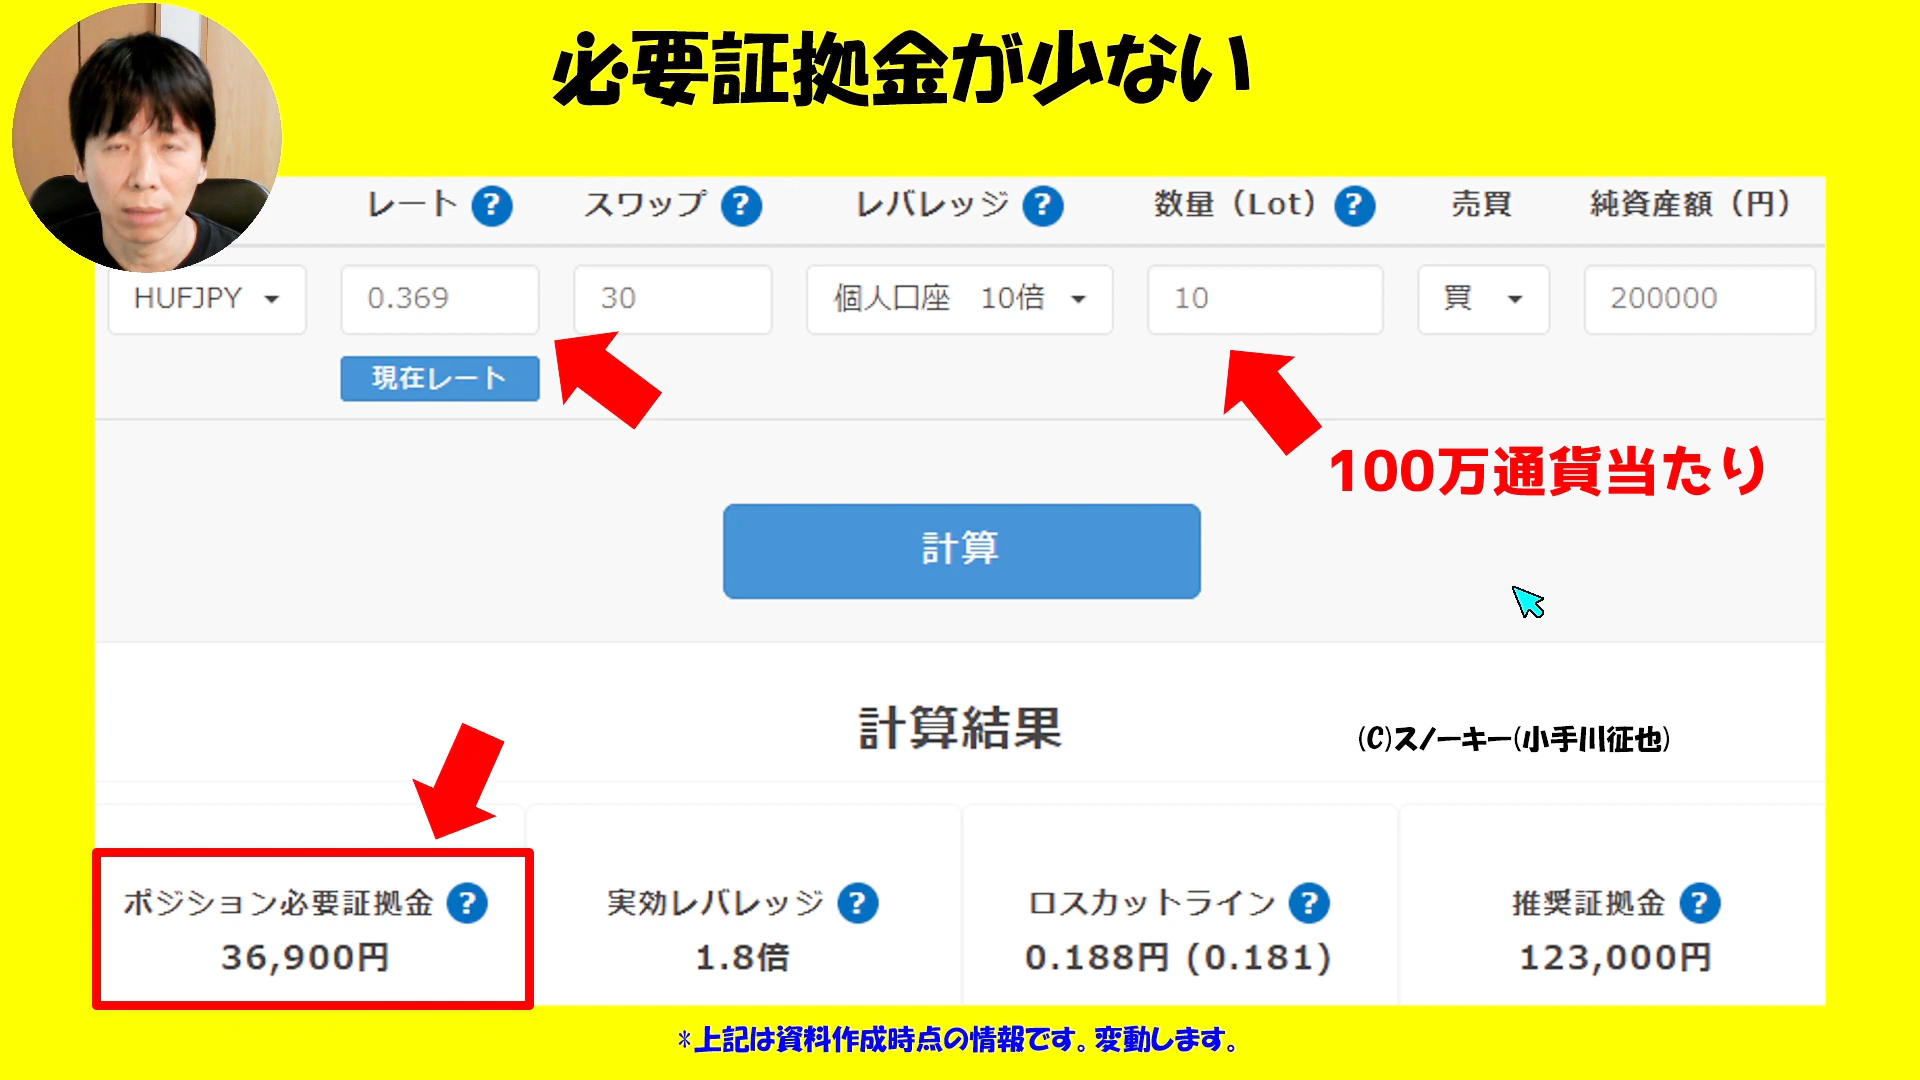 必要証拠金が少ない
レート ? スワップ ? レバレッジ ? 数量（Lot） ? 売買 純資産額（円）
HUFJPY 0.369 30 個人口座 10倍 10 買 200000
現在レート
100万通貨当たり
計算
計算結果
(C)スノーキー(小手川征也)
ポジション必要証拠金 ? 実効レバレッジ ? ロスカットライン ? 推奨証拠金 ?
36,900円 1.8倍 0.188円 (0.181) 123,000円
*上記は資料作成時点の情報です。変動します。